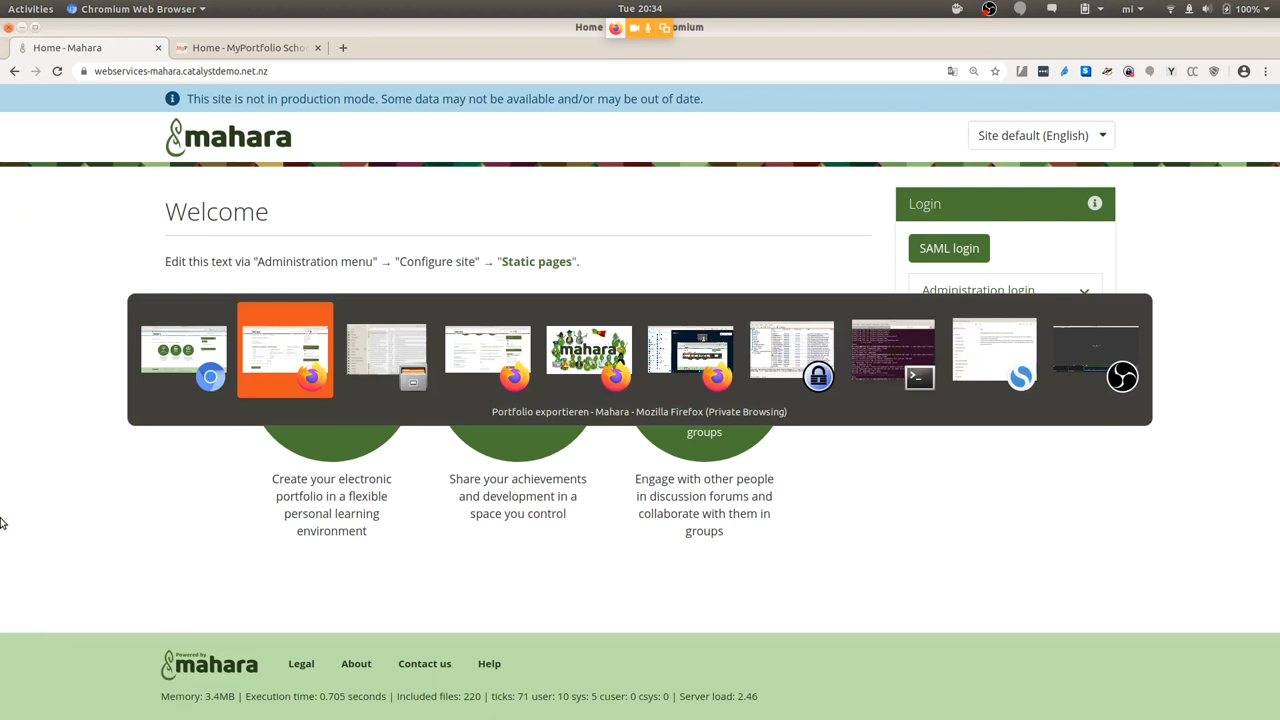 Activities
Chromium Web Browser
Tue 20:34
mi
100%
Home
omium
Home - Mahara
Home - MyPortfolio Schoo
webservices-mahara.catalystdemo.net.nz
This site is not in production mode. Some data may not be available and/or may be out of date.
mahara
Site default (English)
Welcome
Login
SAML login
Edit this text via "Administration menu" → "Configure site" → "Static pages".
Administration login
mahara
Portfolio exportieren - Mahara - Mozilla Firefox (Private Browsing)
groups
Create your electronic
portfolio in a flexible
personal learning
environment
Share your achievements
and development in a
space you control
Engage with other people
in discussion forums and
collaborate with them in
groups
Powered by
mahara
Legal
About
Contact us
Help
Memory: 3.4MB | Execution time: 0.705 seconds | Included files: 220 | ticks: 71 user: 10 sys: 5 cuser: 0 csys: 0 | Server load: 2.46